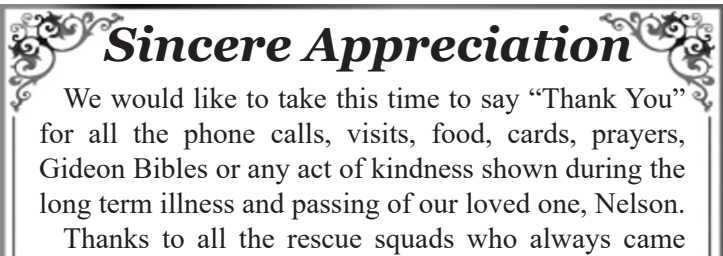 Sincere Appreciation
We would like to take this time to say “Thank You”
for all the phone calls, visits, food, cards, prayers,
Gideon Bibles or any act of kindness shown during the
long term illness and passing of our loved one, Nelson.
Thanks to all the rescue squads who always came